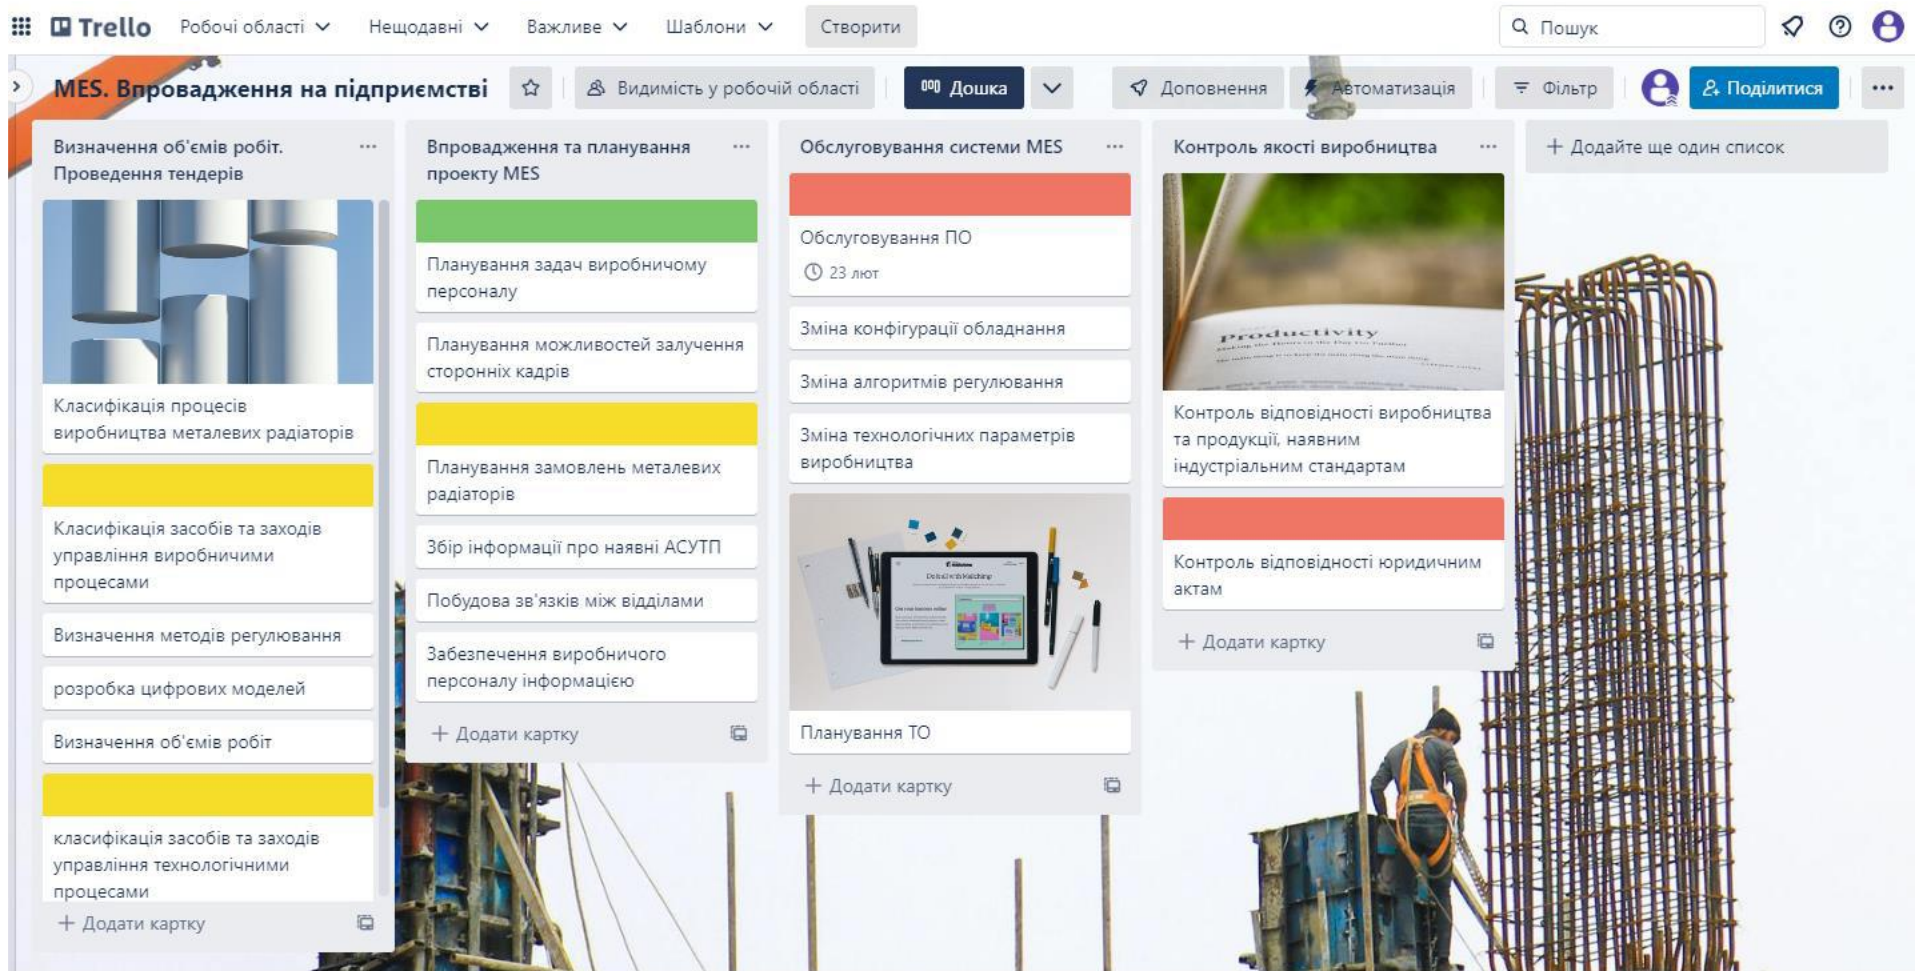 Trello
Робочі області
Нещодавні
Важливе
Шаблони
Створити
Пошук
MES. Впровадження на підприємстві
Видимість у робочій області
Дошка
Доповнення
Автоматизація
Фільтр
Поділитися
Визначення об'ємів робіт.
Проведення тендерів
Класифікація процесів
виробництва металевих радіаторів
Класифікація засобів та заходів
управління виробничими
процесами
Визначення методів регулювання
розробка цифрових моделей
Визначення об'ємів робіт
класифікація засобів та заходів
управління технологічними
процесами
+ Додати картку
Впровадження та планування
проекту MES
Планування задач виробничому
персоналу
Планування можливостей залучення
сторонніх кадрів
Планування замовлень металевих
радіаторів
Збір інформації про наявні АСУТП
Побудова зв'язків між відділами
Забезпечення виробничого
персоналу інформацією
+ Додати картку
Обслуговування системи MES
Обслуговування ПО
23 лют
Зміна конфігурації обладнання
Зміна алгоритмів регулювання
Зміна технологічних параметрів
виробництва
Планування ТО
+ Додати картку
Контроль якості виробництва
Productivity
Контроль відповідності виробництва
та продукції, наявним
індустріальним стандартам
Контроль відповідності юридичним
актам
+ Додати картку
+ Додайте ще один список